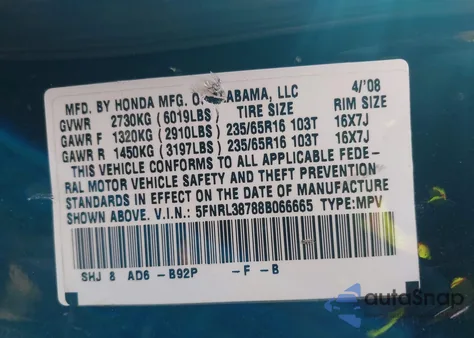 MFG. BY HONDA MFG. OF ALABAMA, LLC 4/'08
GVWR 2730KG (6019LBS) TIRE SIZE RIM SIZE
GAWR F 1320KG (2910LBS) 235/65R16 103T 16X7J
GAWR R 1450KG (3197LBS) 235/65R16 103T 16X7J
THIS VEHICLE CONFORMS TO ALL APPLICABLE FEDE-
RAL MOTOR VEHICLE SAFETY AND THEFT PREVENTION
STANDARDS IN EFFECT ON THE DATE OF MANUFACTURE
SHOWN ABOVE. V.I.N.: 5FNRL38788B066665 TYPE:MPV
SHJ 8 AD6 -B92P -F -B
autoSnap